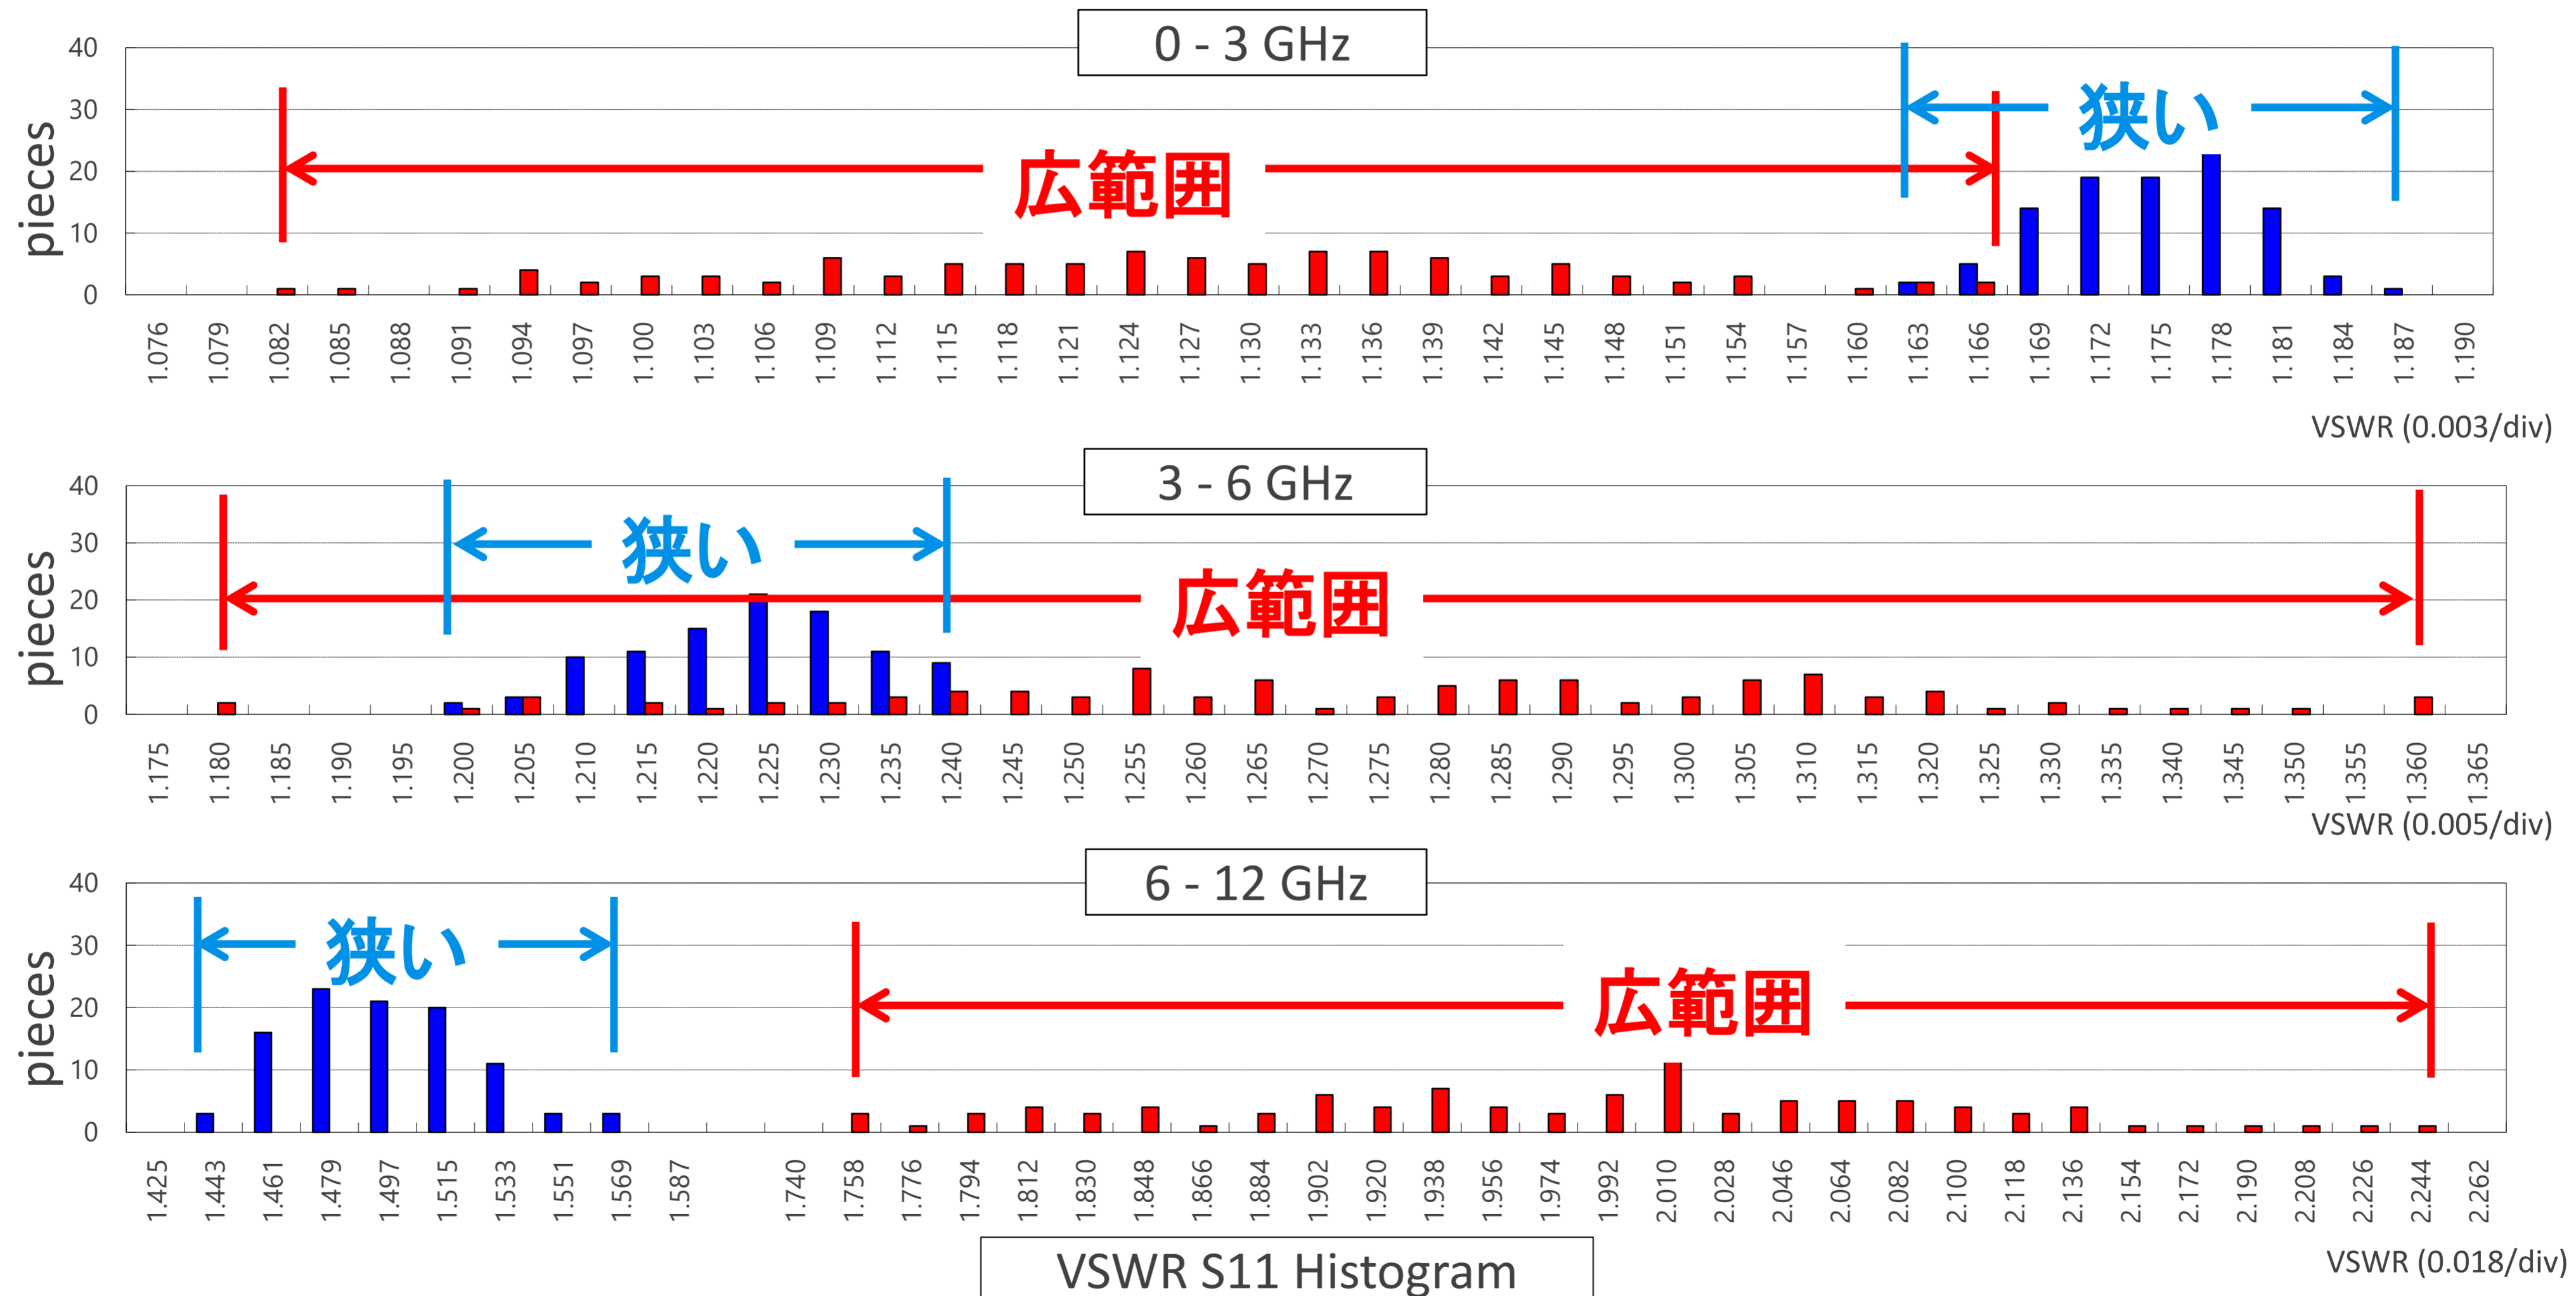 0 - 3 GHz
40
30
20
10
0
pieces
広範囲
狭い
1.076 1.079 1.082 1.085 1.088 1.091 1.094 1.097 1.100 1.103 1.106 1.109 1.112 1.115 1.118 1.121 1.124 1.127 1.130 1.133 1.136 1.139 1.142 1.145 1.148 1.151 1.154 1.157 1.160 1.163 1.166 1.169 1.172 1.175 1.178 1.181 1.184 1.187 1.190
VSWR (0.003/div)
3 - 6 GHz
40
30
20
10
0
pieces
狭い
広範囲
1.175 1.180 1.185 1.190 1.195 1.200 1.205 1.210 1.215 1.220 1.225 1.230 1.235 1.240 1.245 1.250 1.255 1.260 1.265 1.270 1.275 1.280 1.285 1.290 1.295 1.300 1.305 1.310 1.315 1.320 1.325 1.330 1.335 1.340 1.345 1.350 1.355 1.360 1.365
VSWR (0.005/div)
6 - 12 GHz
40
30
20
10
0
pieces
狭い
広範囲
1.425 1.443 1.461 1.479 1.497 1.515 1.533 1.551 1.569 1.587 1.740 1.758 1.776 1.794 1.812 1.830 1.848 1.866 1.884 1.902 1.920 1.938 1.956 1.974 1.992 2.010 2.028 2.046 2.064 2.082 2.100 2.118 2.136 2.154 2.172 2.190 2.208 2.226 2.244 2.262
VSWR (0.018/div)
VSWR S11 Histogram